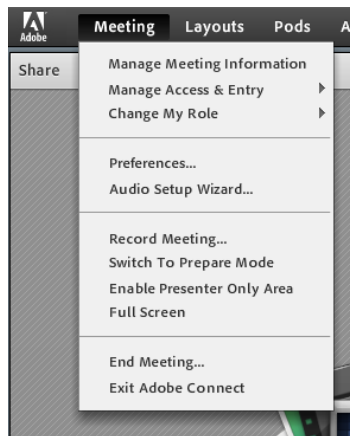 Adobe
Meeting Layouts Pods A
Share
Manage Meeting Information
Manage Access & Entry
Change My Role
Preferences...
Audio Setup Wizard...
Record Meeting...
Switch To Prepare Mode
Enable Presenter Only Area
Full Screen
End Meeting...
Exit Adobe Connect